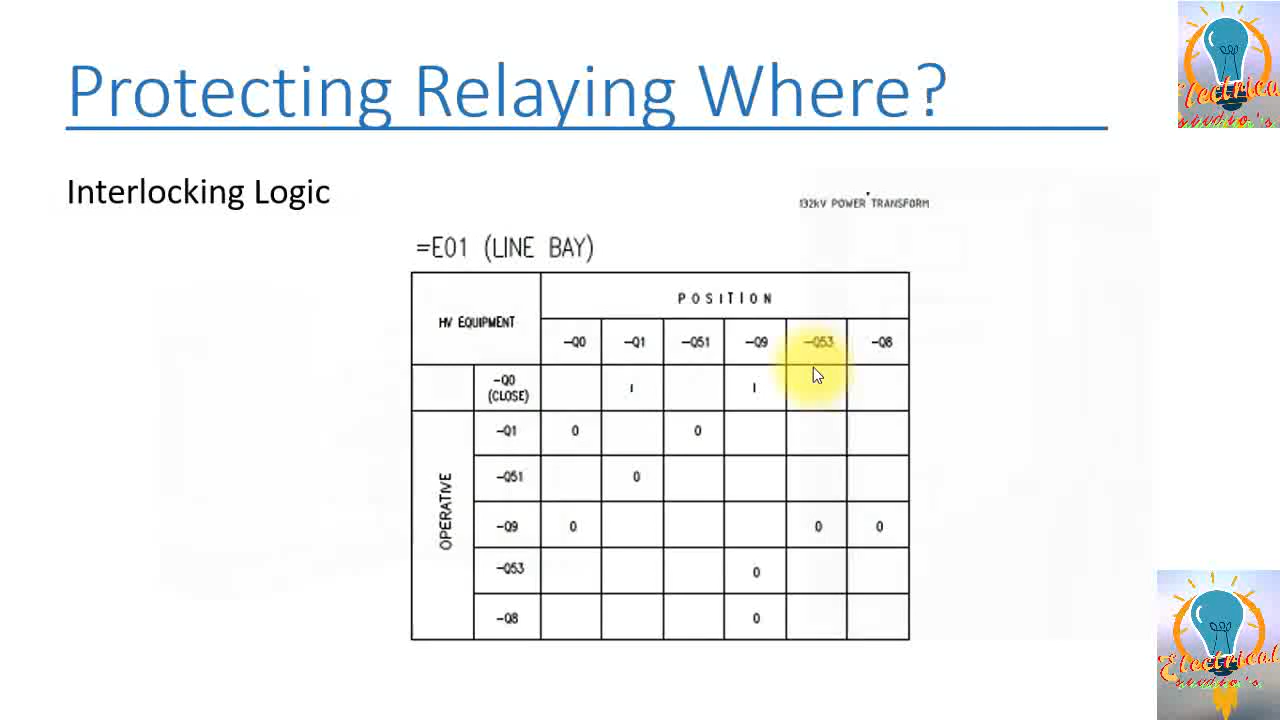 Protecting Relaying Where?
Electrical
studio's
Interlocking Logic
132kV POWER TRANSFORM
=E01 (LINE BAY)
HV EQUIPMENT
POSITION
-Q0 -Q1 -Q51 -Q9 -Q53 -Q8
-Q0 (CLOSE) I I
OPERATIVE
-Q1 0 0
-Q51 0
-Q9 0 0 0
-Q53 0
-Q8 0
Electrical
studio's